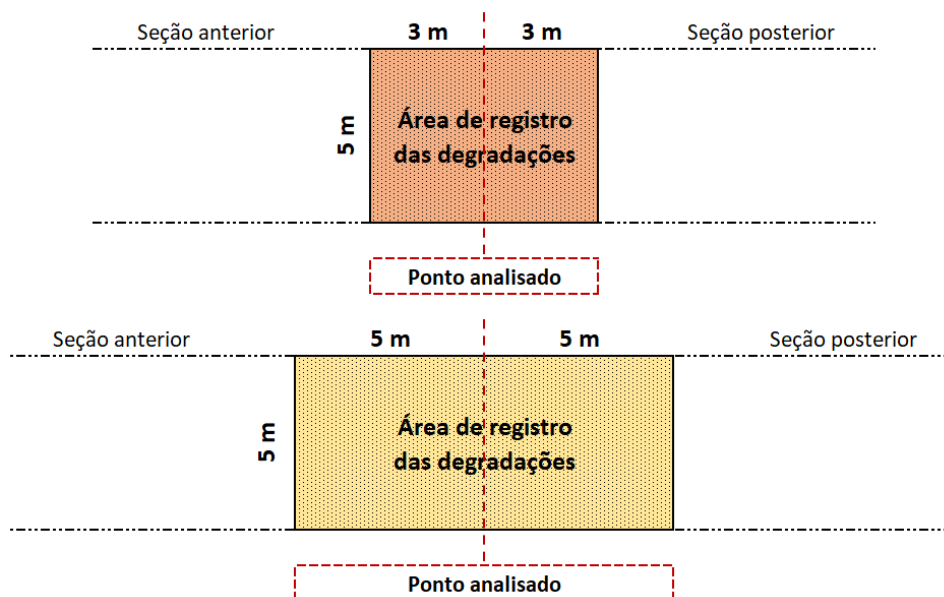 Seção anterior 3 m 3 m Seção posterior
5 m
Área de registro
das degradações
Ponto analisado
Seção anterior 5 m 5 m Seção posterior
5 m
Área de registro
das degradações
Ponto analisado